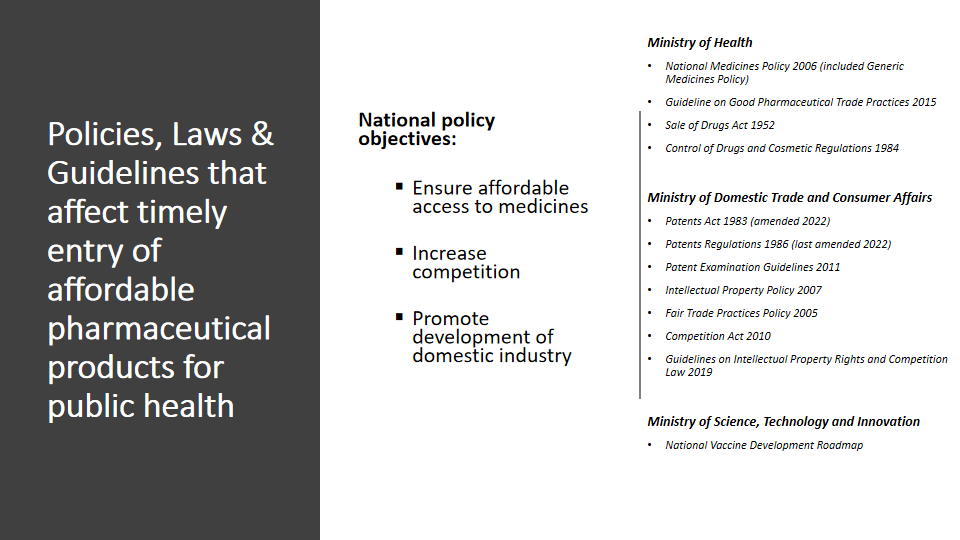 Policies, Laws &
Guidelines that
affect timely
entry of
affordable
pharmaceutical
products for
public health
National policy
objectives:
▪ Ensure affordable
access to medicines
▪ Increase
competition
▪ Promote
development of
domestic industry
Ministry of Health
• National Medicines Policy 2006 (included Generic
Medicines Policy)
• Guideline on Good Pharmaceutical Trade Practices 2015
• Sale of Drugs Act 1952
• Control of Drugs and Cosmetic Regulations 1984
Ministry of Domestic Trade and Consumer Affairs
• Patents Act 1983 (amended 2022)
• Patents Regulations 1986 (last amended 2022)
• Patent Examination Guidelines 2011
• Intellectual Property Policy 2007
• Fair Trade Practices Policy 2005
• Competition Act 2010
• Guidelines on Intellectual Property Rights and Competition
Law 2019
Ministry of Science, Technology and Innovation
• National Vaccine Development Roadmap